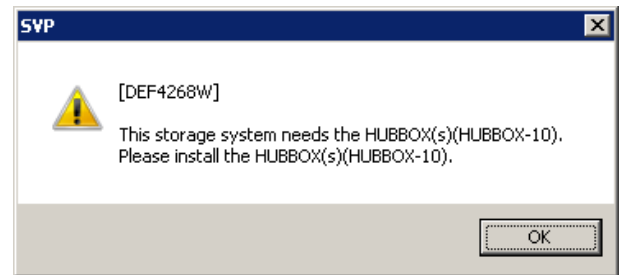 SVP
[DEF4268W]
This storage system needs the HUBBOX(s)(HUBBOX-10).
Please install the HUBBOX(s)(HUBBOX-10).
OK